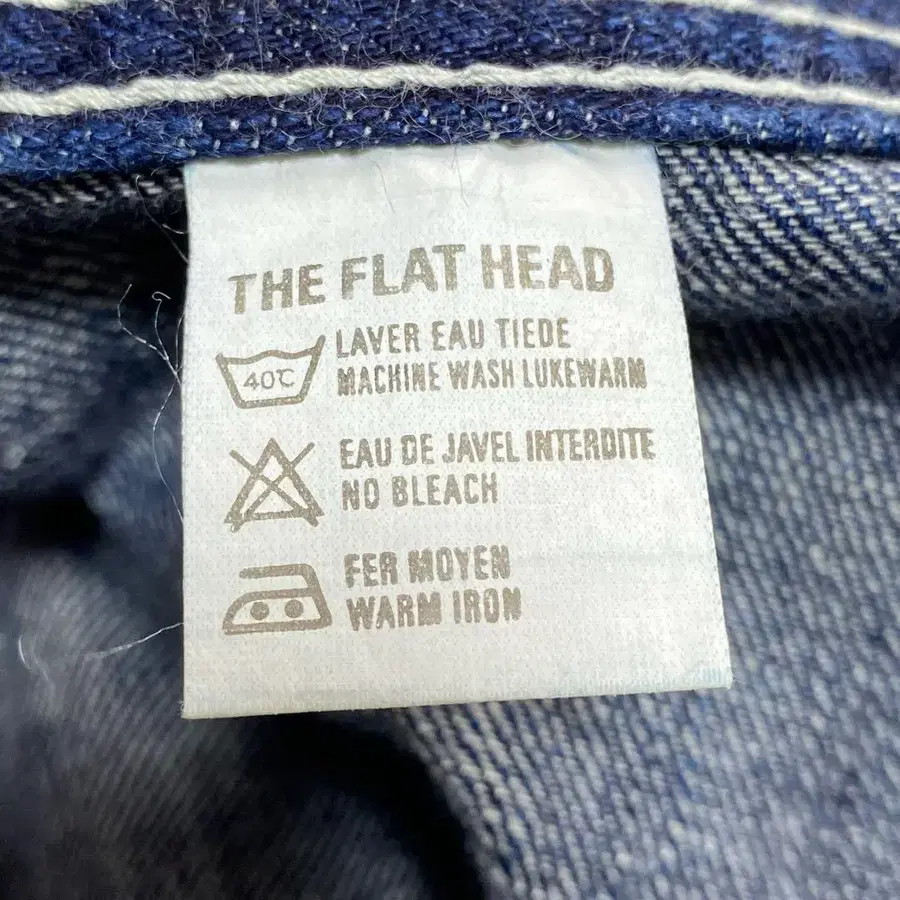 THE FLAT HEAD
40℃
LAVER EAU TIEDE
MACHINE WASH LUKEWARM
EAU DE JAVEL INTERDITE
NO BLEACH
FER MOYEN
WARM IRON